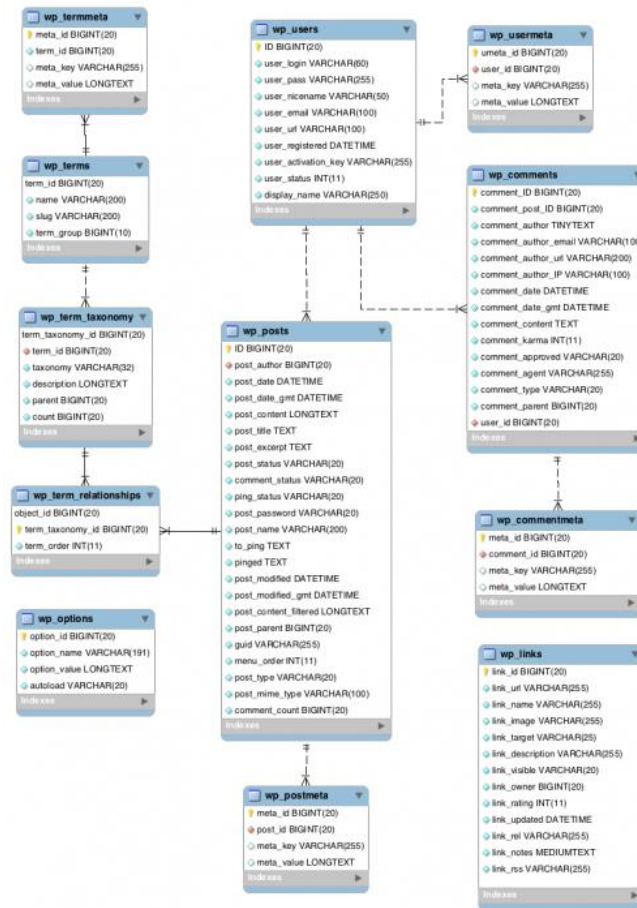 wp_termmeta
meta_id BIGINT(20)
term_id BIGINT(20)
meta_key VARCHAR(255)
meta_value LONGTEXT
Indexes
wp_terms
term_id BIGINT(20)
name VARCHAR(200)
slug VARCHAR(200)
term_group BIGINT(10)
Indexes
wp_term_taxonomy
term_taxonomy_id BIGINT(20)
term_id BIGINT(20)
taxonomy VARCHAR(32)
description LONGTEXT
parent BIGINT(20)
count BIGINT(20)
Indexes
wp_term_relationships
object_id BIGINT(20)
term_taxonomy_id BIGINT(20)
term_order INT(11)
Indexes
wp_options
option_id BIGINT(20)
option_name VARCHAR(191)
option_value LONGTEXT
autoload VARCHAR(20)
Indexes
wp_users
ID BIGINT(20)
user_login VARCHAR(60)
user_pass VARCHAR(255)
user_nicename VARCHAR(50)
user_email VARCHAR(100)
user_url VARCHAR(100)
user_registered DATETIME
user_activation_key VARCHAR(255)
user_status INT(11)
display_name VARCHAR(250)
Indexes
wp_posts
ID BIGINT(20)
post_author BIGINT(20)
post_date DATETIME
post_date_gmt DATETIME
post_content LONGTEXT
post_title TEXT
post_excerpt TEXT
post_status VARCHAR(20)
comment_status VARCHAR(20)
ping_status VARCHAR(20)
post_password VARCHAR(20)
post_name VARCHAR(200)
to_ping TEXT
pinged TEXT
post_modified DATETIME
post_modified_gmt DATETIME
post_content_filtered LONGTEXT
post_parent BIGINT(20)
guid VARCHAR(255)
menu_order INT(11)
post_type VARCHAR(20)
post_mime_type VARCHAR(100)
comment_count BIGINT(20)
Indexes
wp_postmeta
meta_id BIGINT(20)
post_id BIGINT(20)
meta_key VARCHAR(255)
meta_value LONGTEXT
Indexes
wp_usermeta
umeta_id BIGINT(20)
user_id BIGINT(20)
meta_key VARCHAR(255)
meta_value LONGTEXT
Indexes
wp_comments
comment_ID BIGINT(20)
comment_post_ID BIGINT(20)
comment_author TINYTEXT
comment_author_email VARCHAR(100
comment_author_url VARCHAR(200)
comment_author_IP VARCHAR(100)
comment_date DATETIME
comment_date_gmt DATETIME
comment_content TEXT
comment_karma INT(11)
comment_approved VARCHAR(20)
comment_agent VARCHAR(255)
comment_type VARCHAR(20)
comment_parent BIGINT(20)
user_id BIGINT(20)
Indexes
wp_commentmeta
meta_id BIGINT(20)
comment_id BIGINT(20)
meta_key VARCHAR(255)
meta_value LONGTEXT
Indexes
wp_links
link_id BIGINT(20)
link_url VARCHAR(255)
link_name VARCHAR(255)
link_image VARCHAR(255)
link_target VARCHAR(25)
link_description VARCHAR(255)
link_visible VARCHAR(20)
link_owner BIGINT(20)
link_rating INT(11)
link_updated DATETIME
link_rel VARCHAR(255)
link_notes MEDIUMTEXT
link_rss VARCHAR(255)
Indexes